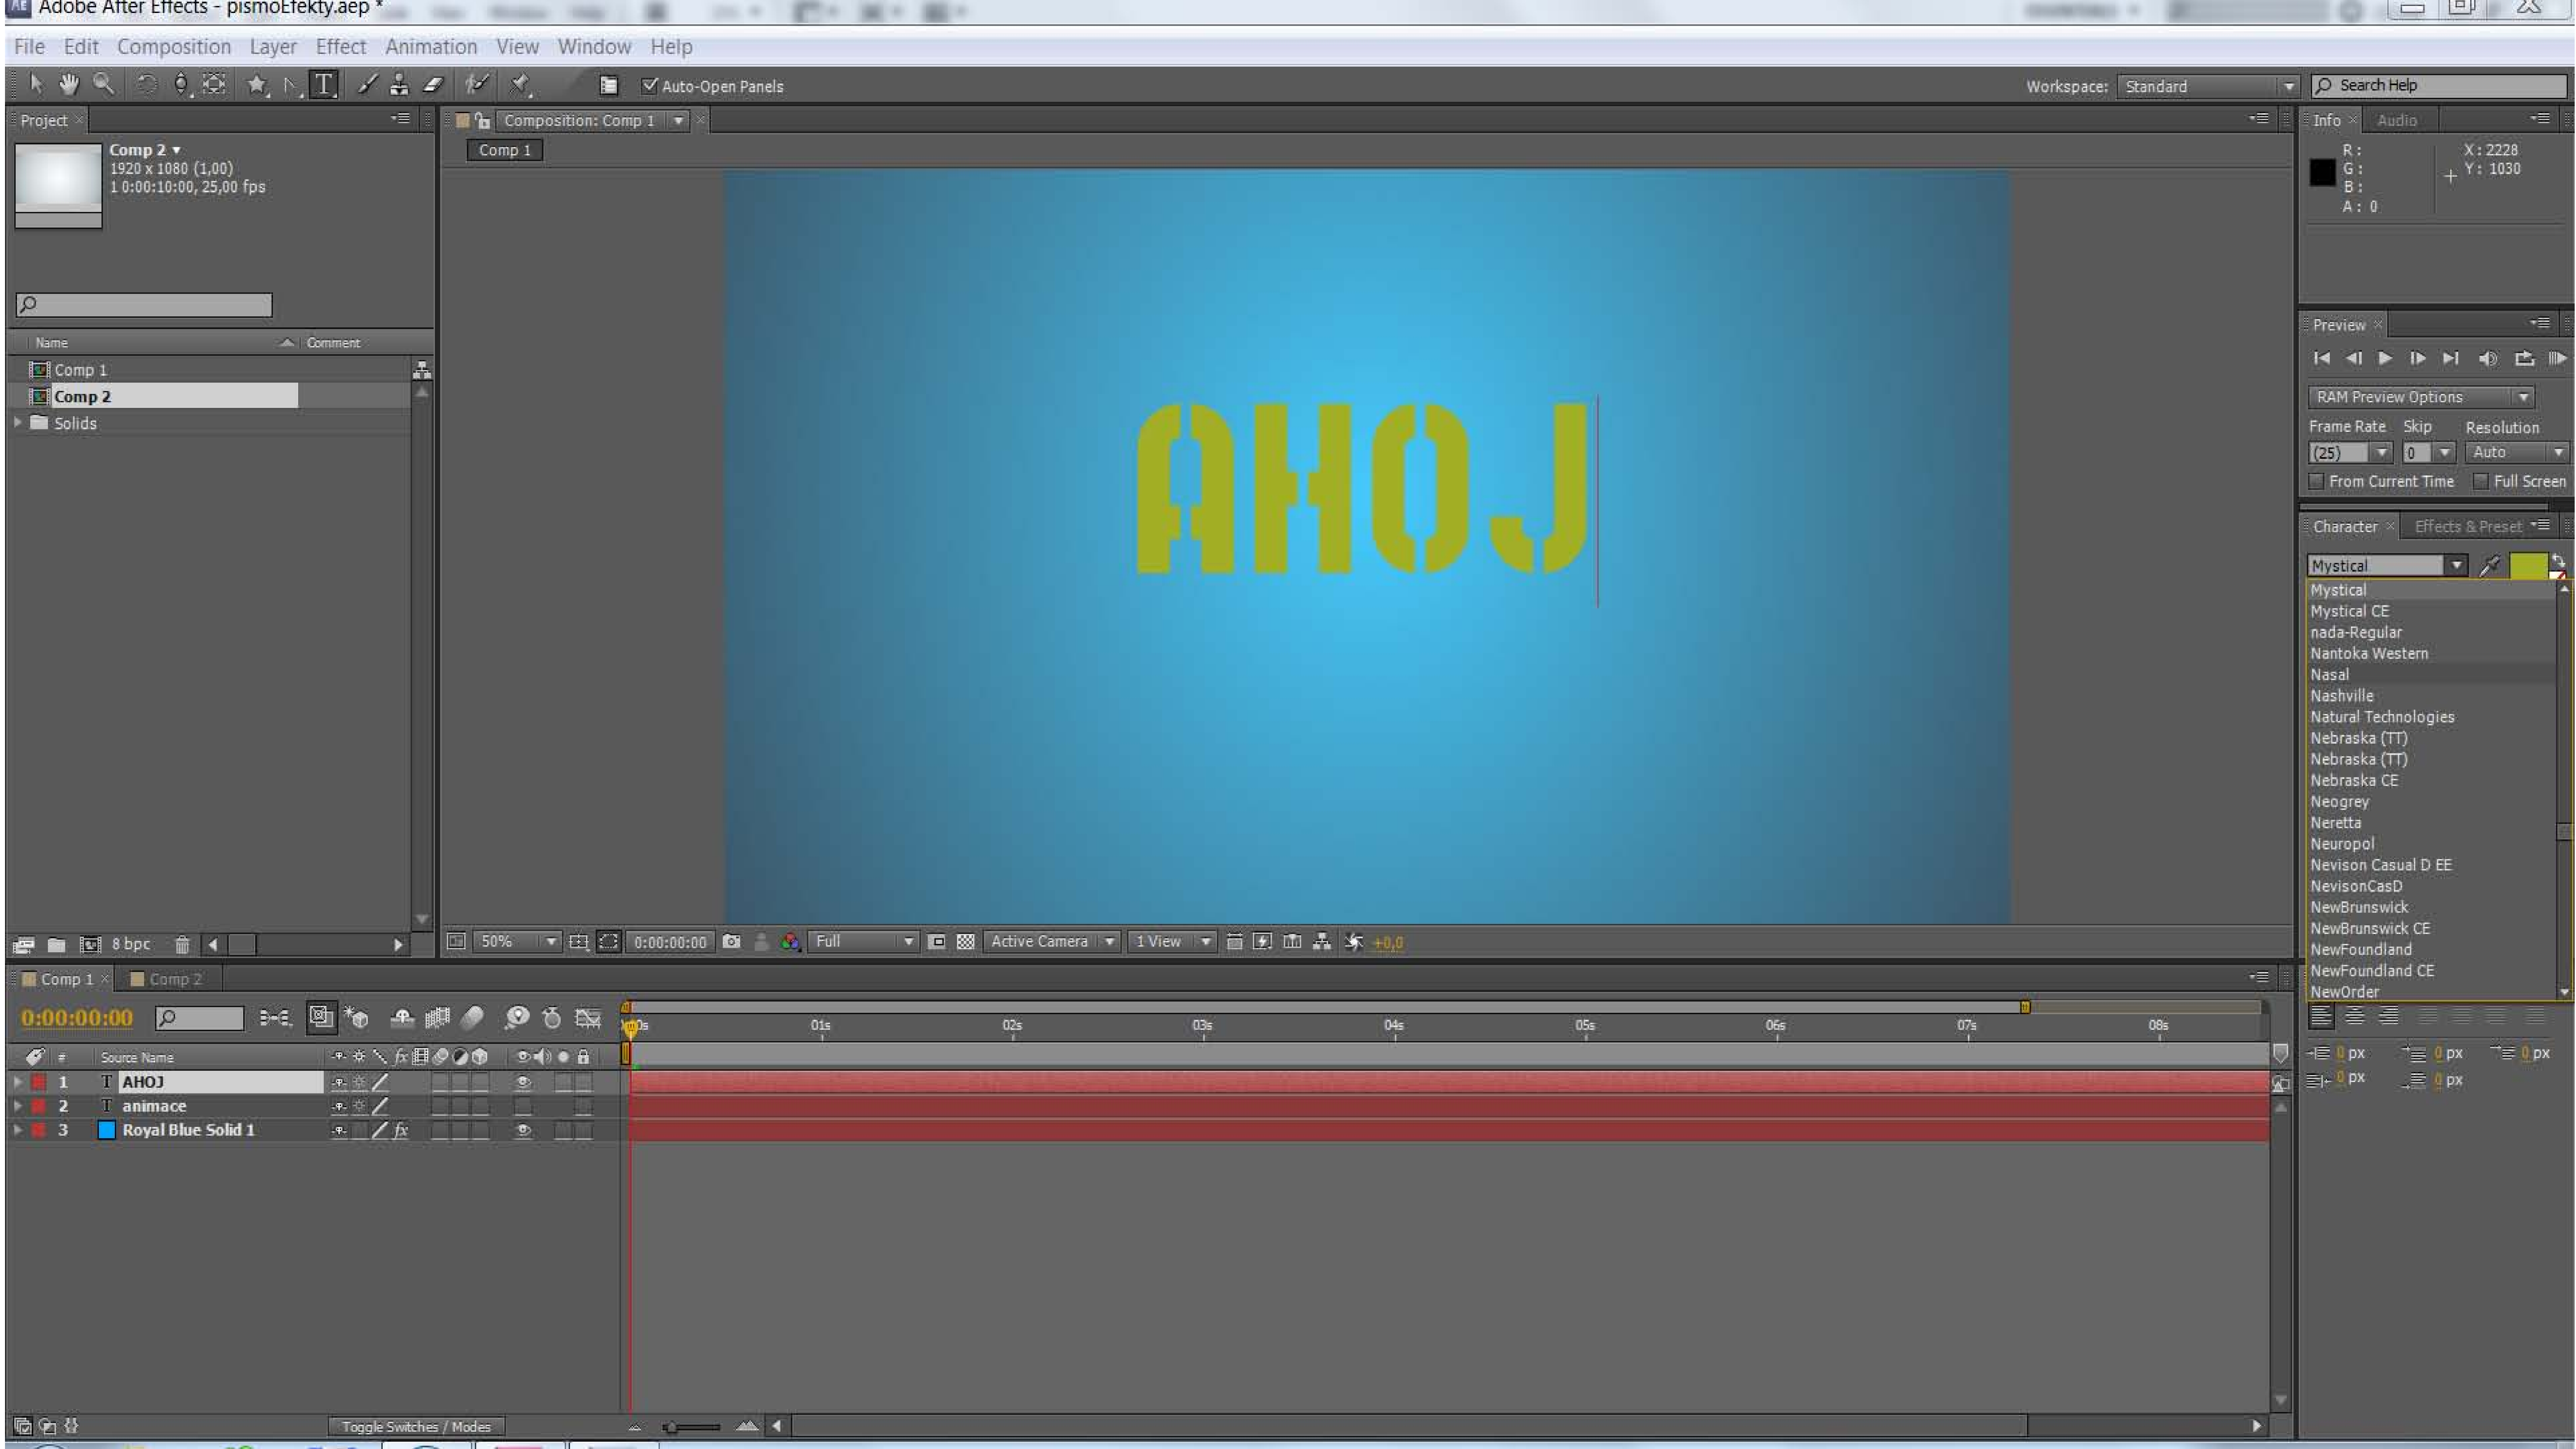 Adobe After Effects - pismoEfekty.aep *
File Edit Composition Layer Effect Animation View Window Help
Auto-Open Panels
Workspace: Standard
Search Help
Project
Comp 2
1920 x 1080 (1,00)
1 0:00:10:00, 25,00 fps
Name
Comment
Comp 1
Comp 2
Solids
8 bpc
Composition: Comp 1
Comp 1
AHOJ
50%
0:00:00:00
Full
Active Camera
1 View
+0,0
Info
Audio
R :
G :
B :
A : 0
X : 2228
Y : 1030
Preview
RAM Preview Options
Frame Rate Skip Resolution
(25) 0 Auto
From Current Time Full Screen
Character
Effects & Preset
Mystical
Mystical
Mystical CE
nada-Regular
Nantoka Western
Nasal
Nashville
Natural Technologies
Nebraska (TT)
Nebraska (TT)
Nebraska CE
Neogrey
Neretta
Neuropol
Nevison Casual D EE
NevisonCasD
NewBrunswick
NewBrunswick CE
NewFoundland
NewFoundland CE
NewOrder
0 px 0 px 0 px
0 px 0 px
Comp 1
Comp 2
0:00:00:00
01s 02s 03s 04s 05s 06s 07s 08s
# Source Name
1 T AHOJ
2 T animace
3 Royal Blue Solid 1
Toggle Switches / Modes